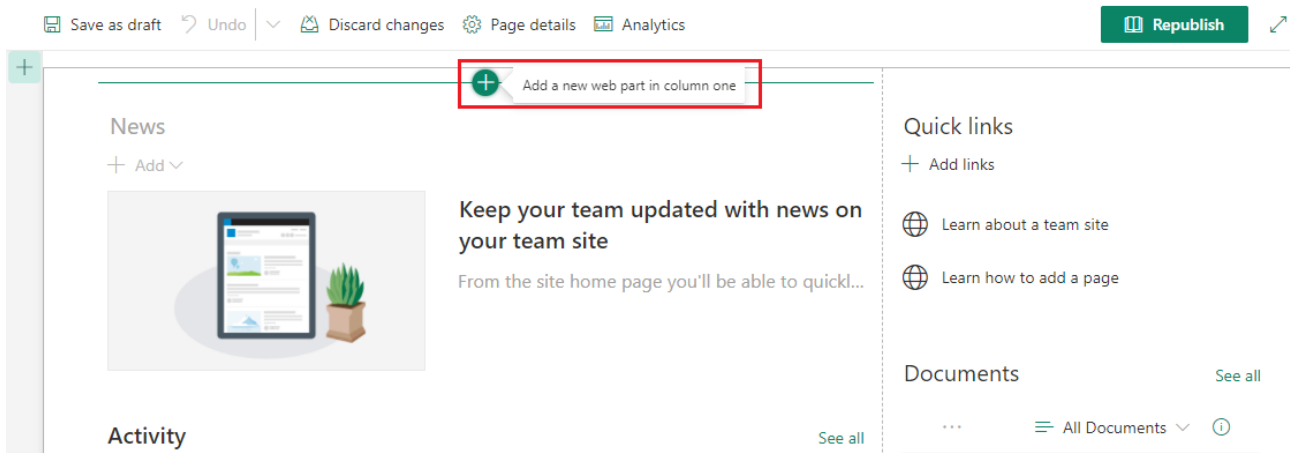 Save as draft Undo Discard changes Page details Analytics Republish
Add a new web part in column one
News
Add
Keep your team updated with news on
your team site
From the site home page you'll be able to quickl...
Activity See all
Quick links
Add links
Learn about a team site
Learn how to add a page
Documents See all
... All Documents